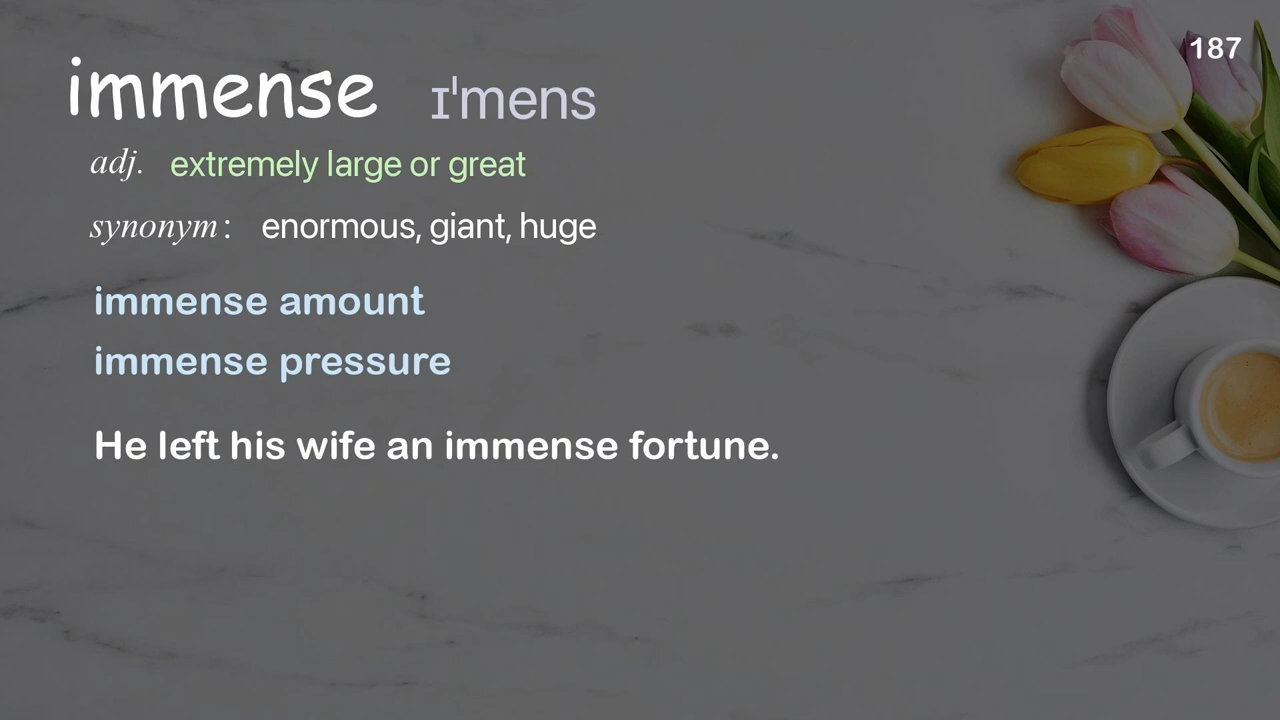 187
immense ɪ'mens
adj. extremely large or great
synonym: enormous, giant, huge
immense amount
immense pressure
He left his wife an immense fortune.